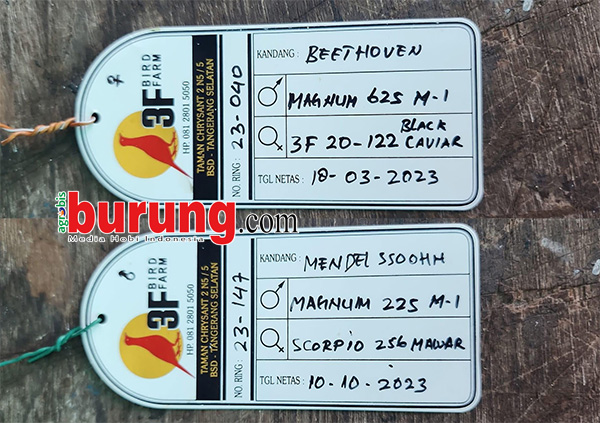 3F BIRD FARM
HP. 081 2801 5050
TAMAN CHRYSANT 2 N5 / 5
BSD - TANGERANG SELATAN
NO. RING : 23-040
KANDANG : BEETHOVEN
MAGNUM 625 M-1
3F 20-122 BLACK CAVIAR
TGL NETAS : 10-03-2023
agrobis
burung.com
Media Hobi Indonesia
3F BIRD FARM
HP. 081 2801 5050
TAMAN CHRYSANT 2 N5 / 5
BSD - TANGERANG SELATAN
NO. RING : 23-147
KANDANG : MENDEL 3500HH
MAGNUM 225 M-1
SCORPIO 256 MAWAR
TGL NETAS : 10-10-2023